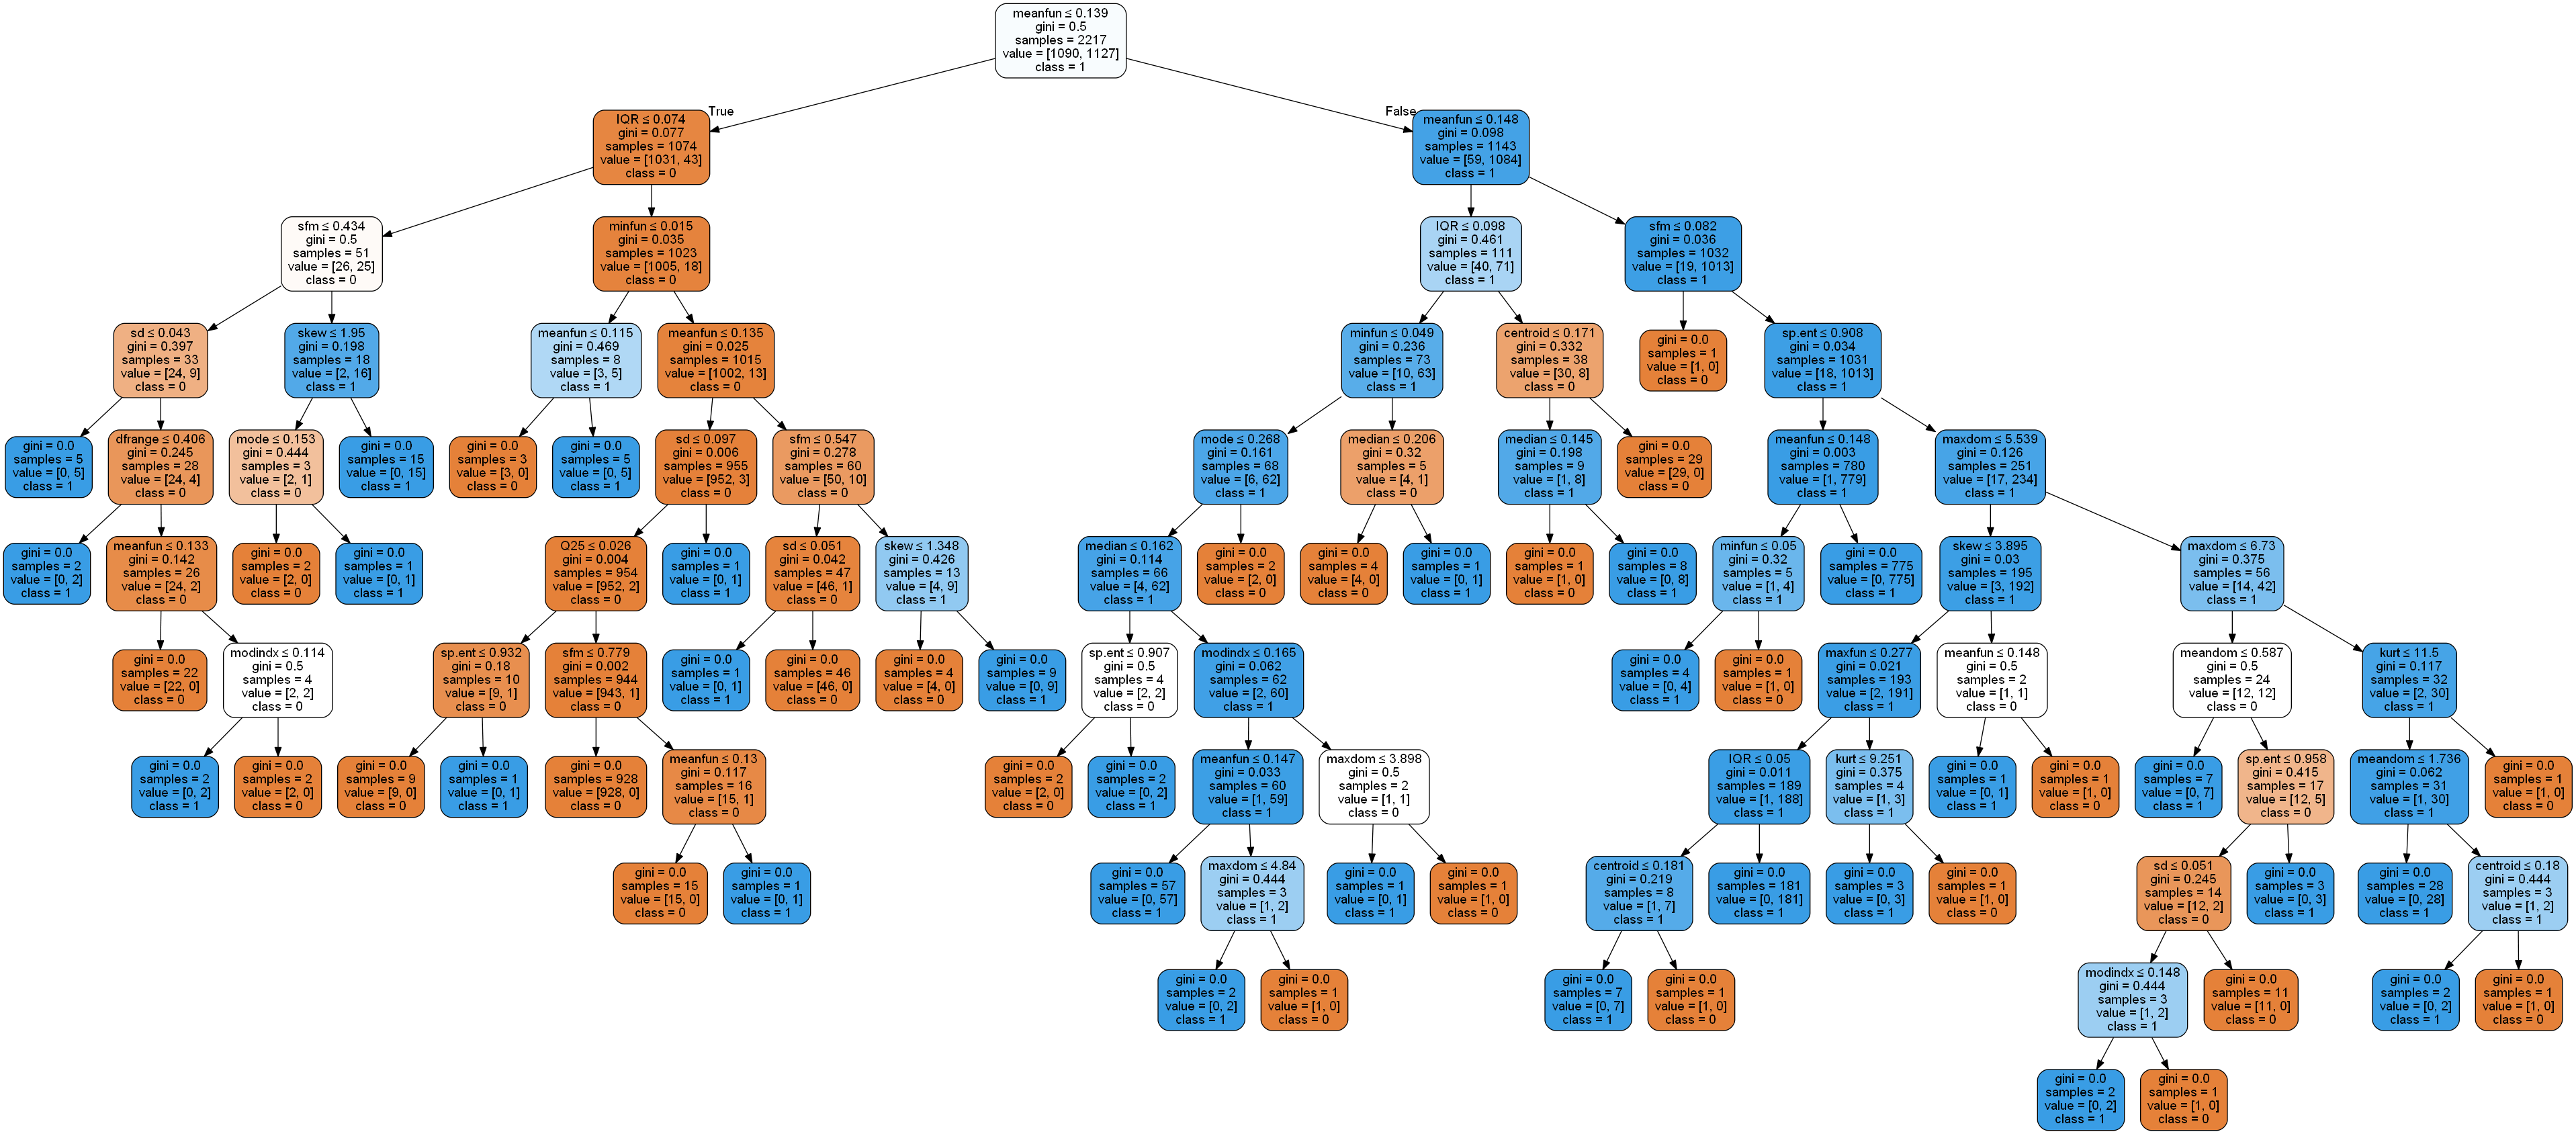 meanfun ≤ 0.139
gini = 0.5
samples = 2217
value = [1090, 1127]
class = 1
True
False
IQR ≤ 0.074
gini = 0.077
samples = 1074
value = [1031, 43]
class = 0
meanfun ≤ 0.148
gini = 0.098
samples = 1143
value = [59, 1084]
class = 1
sfm ≤ 0.434
gini = 0.5
samples = 51
value = [26, 25]
class = 0
minfun ≤ 0.015
gini = 0.035
samples = 1023
value = [1005, 18]
class = 0
IQR ≤ 0.098
gini = 0.461
samples = 111
value = [40, 71]
class = 1
sfm ≤ 0.082
gini = 0.036
samples = 1032
value = [19, 1013]
class = 1
sd ≤ 0.043
gini = 0.397
samples = 33
value = [24, 9]
class = 0
skew ≤ 1.95
gini = 0.198
samples = 18
value = [2, 16]
class = 1
meanfun ≤ 0.115
gini = 0.469
samples = 8
value = [3, 5]
class = 1
meanfun ≤ 0.135
gini = 0.025
samples = 1015
value = [1002, 13]
class = 0
minfun ≤ 0.049
gini = 0.236
samples = 73
value = [10, 63]
class = 1
centroid ≤ 0.171
gini = 0.332
samples = 38
value = [30, 8]
class = 0
gini = 0.0
samples = 1
value = [1, 0]
class = 0
sp.ent ≤ 0.908
gini = 0.034
samples = 1031
value = [18, 1013]
class = 1
gini = 0.0
samples = 5
value = [0, 5]
class = 1
dfrange ≤ 0.406
gini = 0.245
samples = 28
value = [24, 4]
class = 0
mode ≤ 0.153
gini = 0.444
samples = 3
value = [2, 1]
class = 0
gini = 0.0
samples = 15
value = [0, 15]
class = 1
gini = 0.0
samples = 3
value = [3, 0]
class = 0
gini = 0.0
samples = 5
value = [0, 5]
class = 1
sd ≤ 0.097
gini = 0.006
samples = 955
value = [952, 3]
class = 0
sfm ≤ 0.547
gini = 0.278
samples = 60
value = [50, 10]
class = 0
mode ≤ 0.268
gini = 0.161
samples = 68
value = [6, 62]
class = 1
median ≤ 0.206
gini = 0.32
samples = 5
value = [4, 1]
class = 0
median ≤ 0.145
gini = 0.198
samples = 9
value = [1, 8]
class = 1
gini = 0.0
samples = 29
value = [29, 0]
class = 0
meanfun ≤ 0.148
gini = 0.003
samples = 780
value = [1, 779]
class = 1
maxdom ≤ 5.539
gini = 0.126
samples = 251
value = [17, 234]
class = 1
gini = 0.0
samples = 2
value = [0, 2]
class = 1
meanfun ≤ 0.133
gini = 0.142
samples = 26
value = [24, 2]
class = 0
gini = 0.0
samples = 2
value = [2, 0]
class = 0
gini = 0.0
samples = 1
value = [0, 1]
class = 1
Q25 ≤ 0.026
gini = 0.004
samples = 954
value = [952, 2]
class = 0
gini = 0.0
samples = 1
value = [0, 1]
class = 1
sd ≤ 0.051
gini = 0.042
samples = 47
value = [46, 1]
class = 0
skew ≤ 1.348
gini = 0.426
samples = 13
value = [4, 9]
class = 1
median ≤ 0.162
gini = 0.114
samples = 66
value = [4, 62]
class = 1
gini = 0.0
samples = 2
value = [2, 0]
class = 0
gini = 0.0
samples = 4
value = [4, 0]
class = 0
gini = 0.0
samples = 1
value = [0, 1]
class = 1
gini = 0.0
samples = 1
value = [1, 0]
class = 0
gini = 0.0
samples = 8
value = [0, 8]
class = 1
minfun ≤ 0.05
gini = 0.32
samples = 5
value = [1, 4]
class = 1
gini = 0.0
samples = 775
value = [0, 775]
class = 1
skew ≤ 3.895
gini = 0.03
samples = 195
value = [3, 192]
class = 1
maxdom ≤ 6.73
gini = 0.375
samples = 56
value = [14, 42]
class = 1
gini = 0.0
samples = 22
value = [22, 0]
class = 0
modindx ≤ 0.114
gini = 0.5
samples = 4
value = [2, 2]
class = 0
sp.ent ≤ 0.932
gini = 0.18
samples = 10
value = [9, 1]
class = 0
sfm ≤ 0.779
gini = 0.002
samples = 944
value = [943, 1]
class = 0
gini = 0.0
samples = 1
value = [0, 1]
class = 1
gini = 0.0
samples = 46
value = [46, 0]
class = 0
gini = 0.0
samples = 4
value = [4, 0]
class = 0
gini = 0.0
samples = 9
value = [0, 9]
class = 1
sp.ent ≤ 0.907
gini = 0.5
samples = 4
value = [2, 2]
class = 0
modindx ≤ 0.165
gini = 0.062
samples = 62
value = [2, 60]
class = 1
gini = 0.0
samples = 4
value = [0, 4]
class = 1
gini = 0.0
samples = 1
value = [1, 0]
class = 0
maxfun ≤ 0.277
gini = 0.021
samples = 193
value = [2, 191]
class = 1
meanfun ≤ 0.148
gini = 0.5
samples = 2
value = [1, 1]
class = 0
meandom ≤ 0.587
gini = 0.5
samples = 24
value = [12, 12]
class = 0
kurt ≤ 11.5
gini = 0.117
samples = 32
value = [2, 30]
class = 1
gini = 0.0
samples = 2
value = [0, 2]
class = 1
gini = 0.0
samples = 2
value = [2, 0]
class = 0
gini = 0.0
samples = 9
value = [9, 0]
class = 0
gini = 0.0
samples = 1
value = [0, 1]
class = 1
gini = 0.0
samples = 928
value = [928, 0]
class = 0
meanfun ≤ 0.13
gini = 0.117
samples = 16
value = [15, 1]
class = 0
gini = 0.0
samples = 2
value = [2, 0]
class = 0
gini = 0.0
samples = 2
value = [0, 2]
class = 1
meanfun ≤ 0.147
gini = 0.033
samples = 60
value = [1, 59]
class = 1
maxdom ≤ 3.898
gini = 0.5
samples = 2
value = [1, 1]
class = 0
IQR ≤ 0.05
gini = 0.011
samples = 189
value = [1, 188]
class = 1
kurt ≤ 9.251
gini = 0.375
samples = 4
value = [1, 3]
class = 1
gini = 0.0
samples = 1
value = [0, 1]
class = 1
gini = 0.0
samples = 1
value = [1, 0]
class = 0
gini = 0.0
samples = 7
value = [0, 7]
class = 1
sp.ent ≤ 0.958
gini = 0.415
samples = 17
value = [12, 5]
class = 0
meandom ≤ 1.736
gini = 0.062
samples = 31
value = [1, 30]
class = 1
gini = 0.0
samples = 1
value = [1, 0]
class = 0
gini = 0.0
samples = 15
value = [15, 0]
class = 0
gini = 0.0
samples = 1
value = [0, 1]
class = 1
gini = 0.0
samples = 57
value = [0, 57]
class = 1
maxdom ≤ 4.84
gini = 0.444
samples = 3
value = [1, 2]
class = 1
gini = 0.0
samples = 1
value = [0, 1]
class = 1
gini = 0.0
samples = 1
value = [1, 0]
class = 0
centroid ≤ 0.181
gini = 0.219
samples = 8
value = [1, 7]
class = 1
gini = 0.0
samples = 181
value = [0, 181]
class = 1
gini = 0.0
samples = 3
value = [0, 3]
class = 1
gini = 0.0
samples = 1
value = [1, 0]
class = 0
sd ≤ 0.051
gini = 0.245
samples = 14
value = [12, 2]
class = 0
gini = 0.0
samples = 3
value = [0, 3]
class = 1
gini = 0.0
samples = 28
value = [0, 28]
class = 1
centroid ≤ 0.18
gini = 0.444
samples = 3
value = [1, 2]
class = 1
gini = 0.0
samples = 2
value = [0, 2]
class = 1
gini = 0.0
samples = 1
value = [1, 0]
class = 0
gini = 0.0
samples = 7
value = [0, 7]
class = 1
gini = 0.0
samples = 1
value = [1, 0]
class = 0
modindx ≤ 0.148
gini = 0.444
samples = 3
value = [1, 2]
class = 1
gini = 0.0
samples = 11
value = [11, 0]
class = 0
gini = 0.0
samples = 2
value = [0, 2]
class = 1
gini = 0.0
samples = 1
value = [1, 0]
class = 0
gini = 0.0
samples = 2
value = [0, 2]
class = 1
gini = 0.0
samples = 1
value = [1, 0]
class = 0